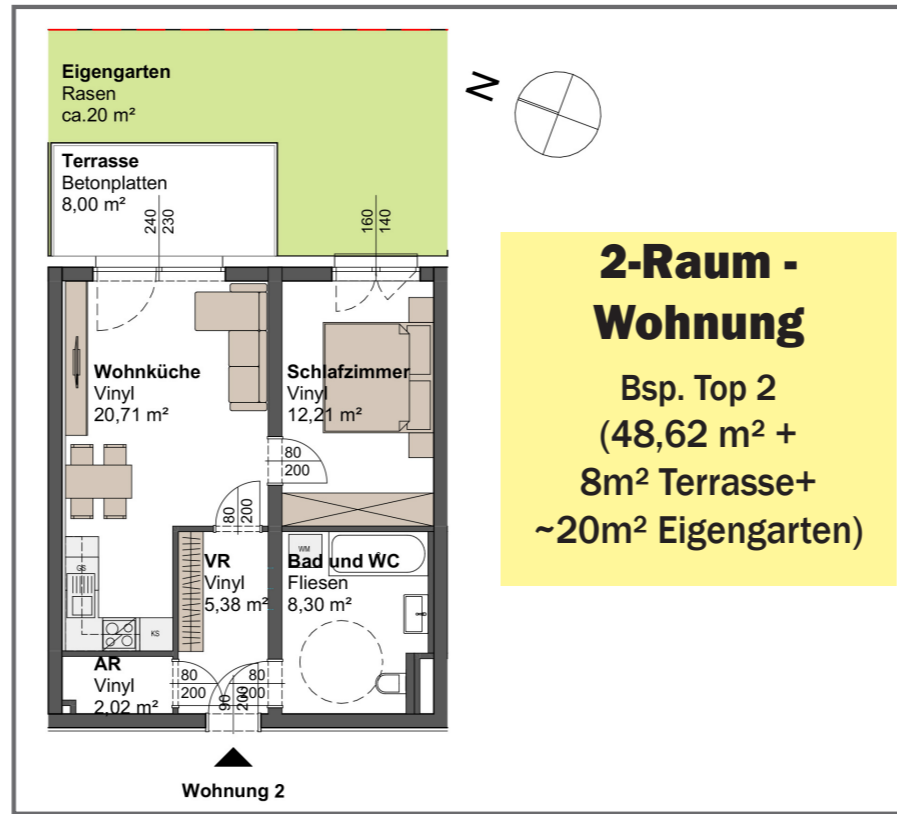 Eigengarten
Rasen
ca.20 m²
N
Terrasse
Betonplatten
8,00 m²
240
230
160
140
2-Raum -
Wohnung
Bsp. Top 2
(48,62 m² +
8m² Terrasse+
~20m² Eigengarten)
Wohnküche
Vinyl
20,71 m²
Schlafzimmer
Vinyl
12,21 m²
80
200
80
200
GS
KS
WM
VR
Vinyl
5,38 m²
Bad und WC
Fliesen
8,30 m²
AR
Vinyl
2,02 m²
80
200
90
200
80
200
Wohnung 2